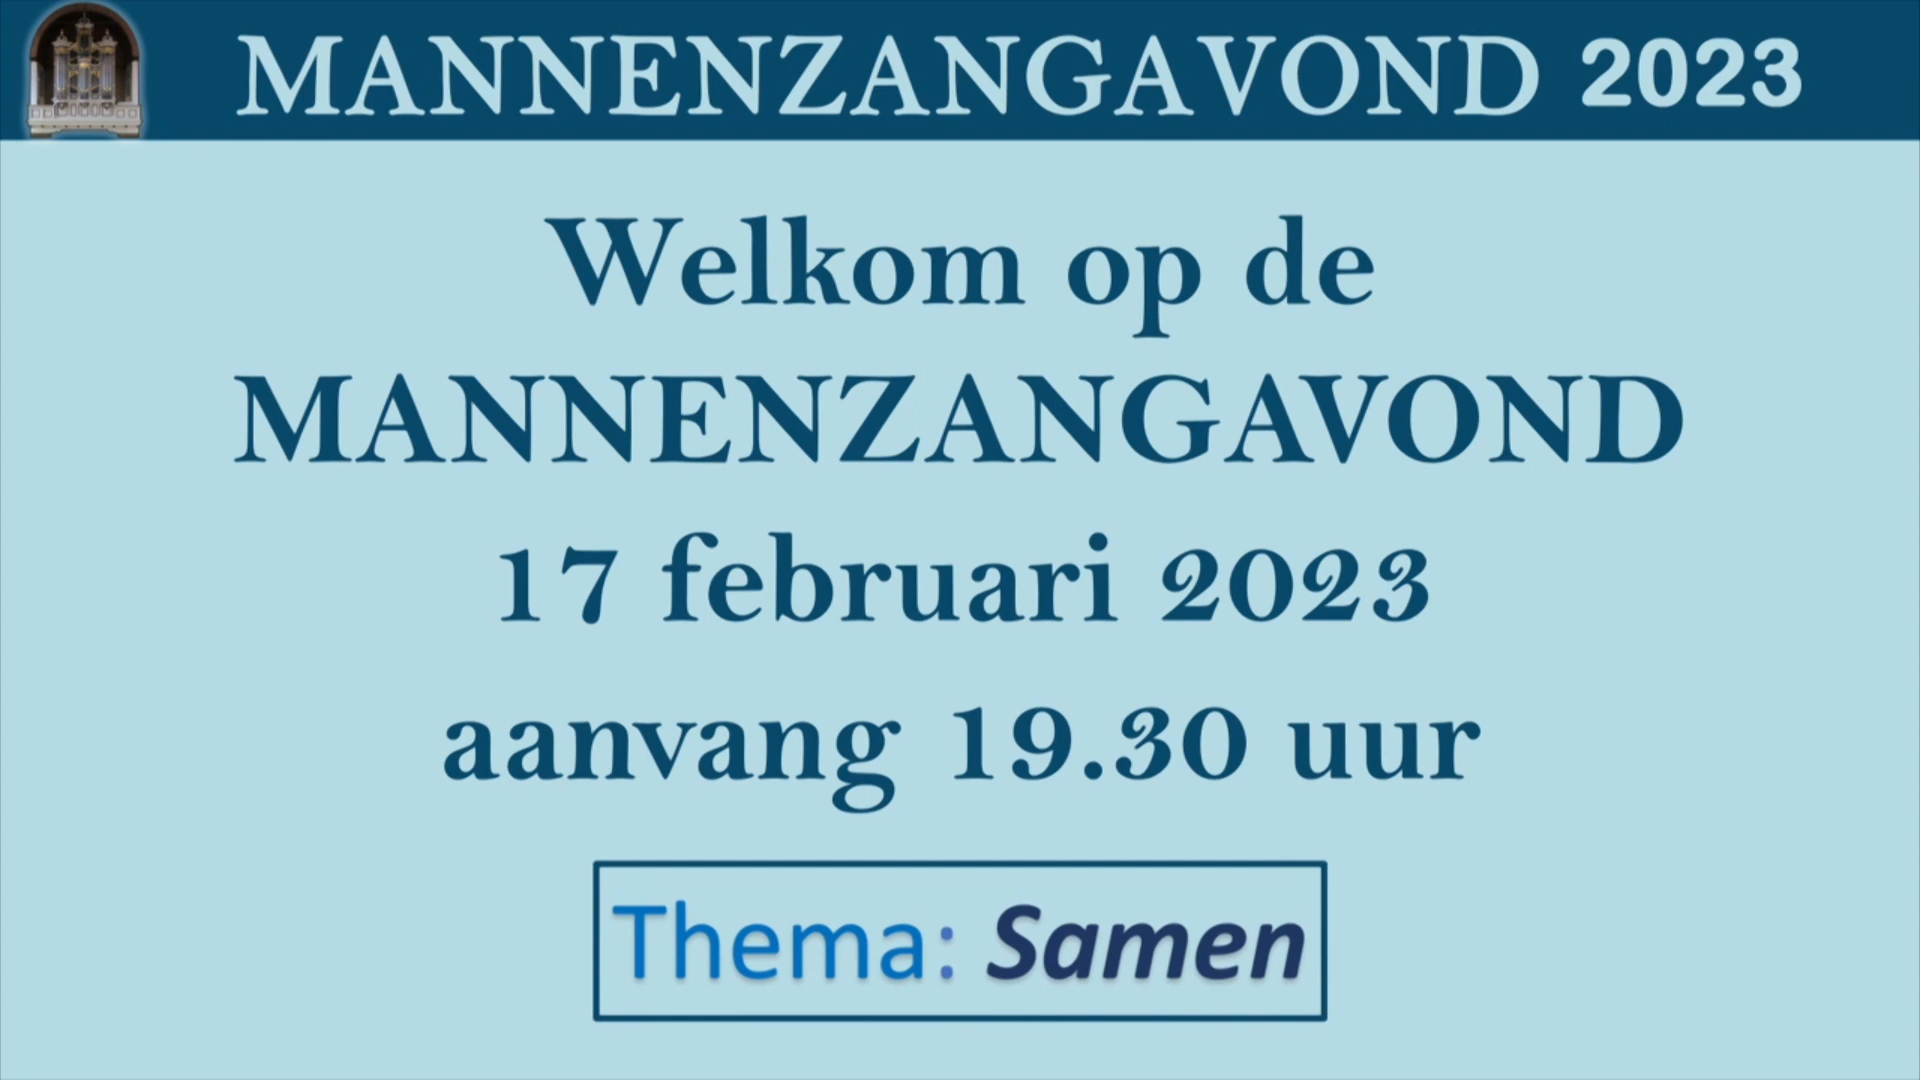 MANNENZANGAVOND 2023
Welkom op de
MANNENZANGAVOND
17 februari 2023
aanvang 19.30 uur
Thema: Samen